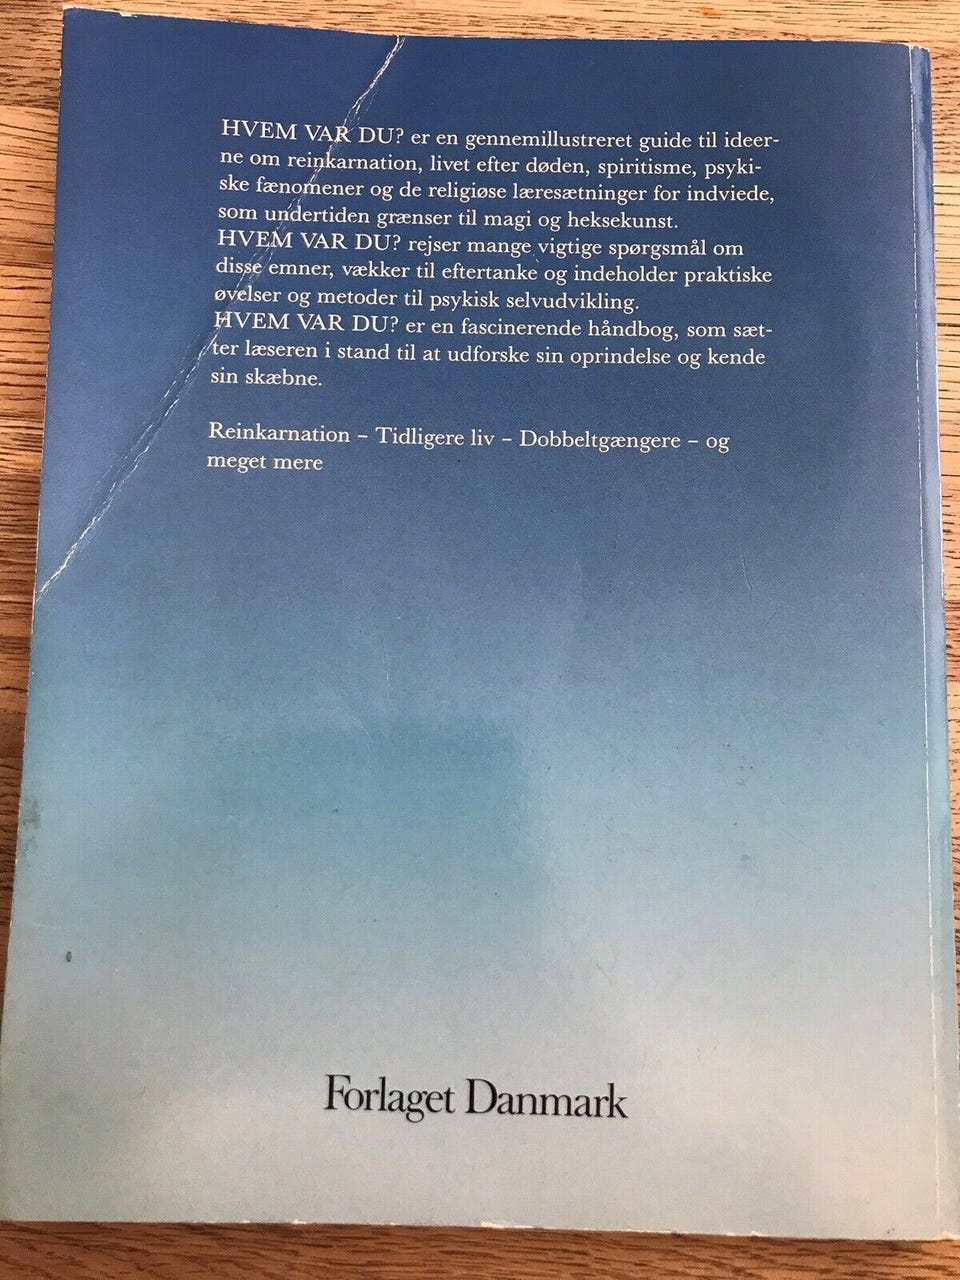 HVEM VAR DU? er en gennemillustreret guide til ideer-
ne om reinkarnation, livet efter døden, spiritisme, psyki-
ske fænomener og de religiøse læresætninger for indviede,
som undertiden grænser til magi og heksekunst.
HVEM VAR DU? rejser mange vigtige spørgsmål om
disse emner, vækker til eftertanke og indeholder praktiske
øvelser og metoder til psykisk selvudvikling.
HVEM VAR DU? er en fascinerende håndbog, som sæt-
ter læseren i stand til at udforske sin oprindelse og kende
sin skæbne.
Reinkarnation – Tidligere liv – Dobbeltgængere – og
meget mere
Forlaget Danmark